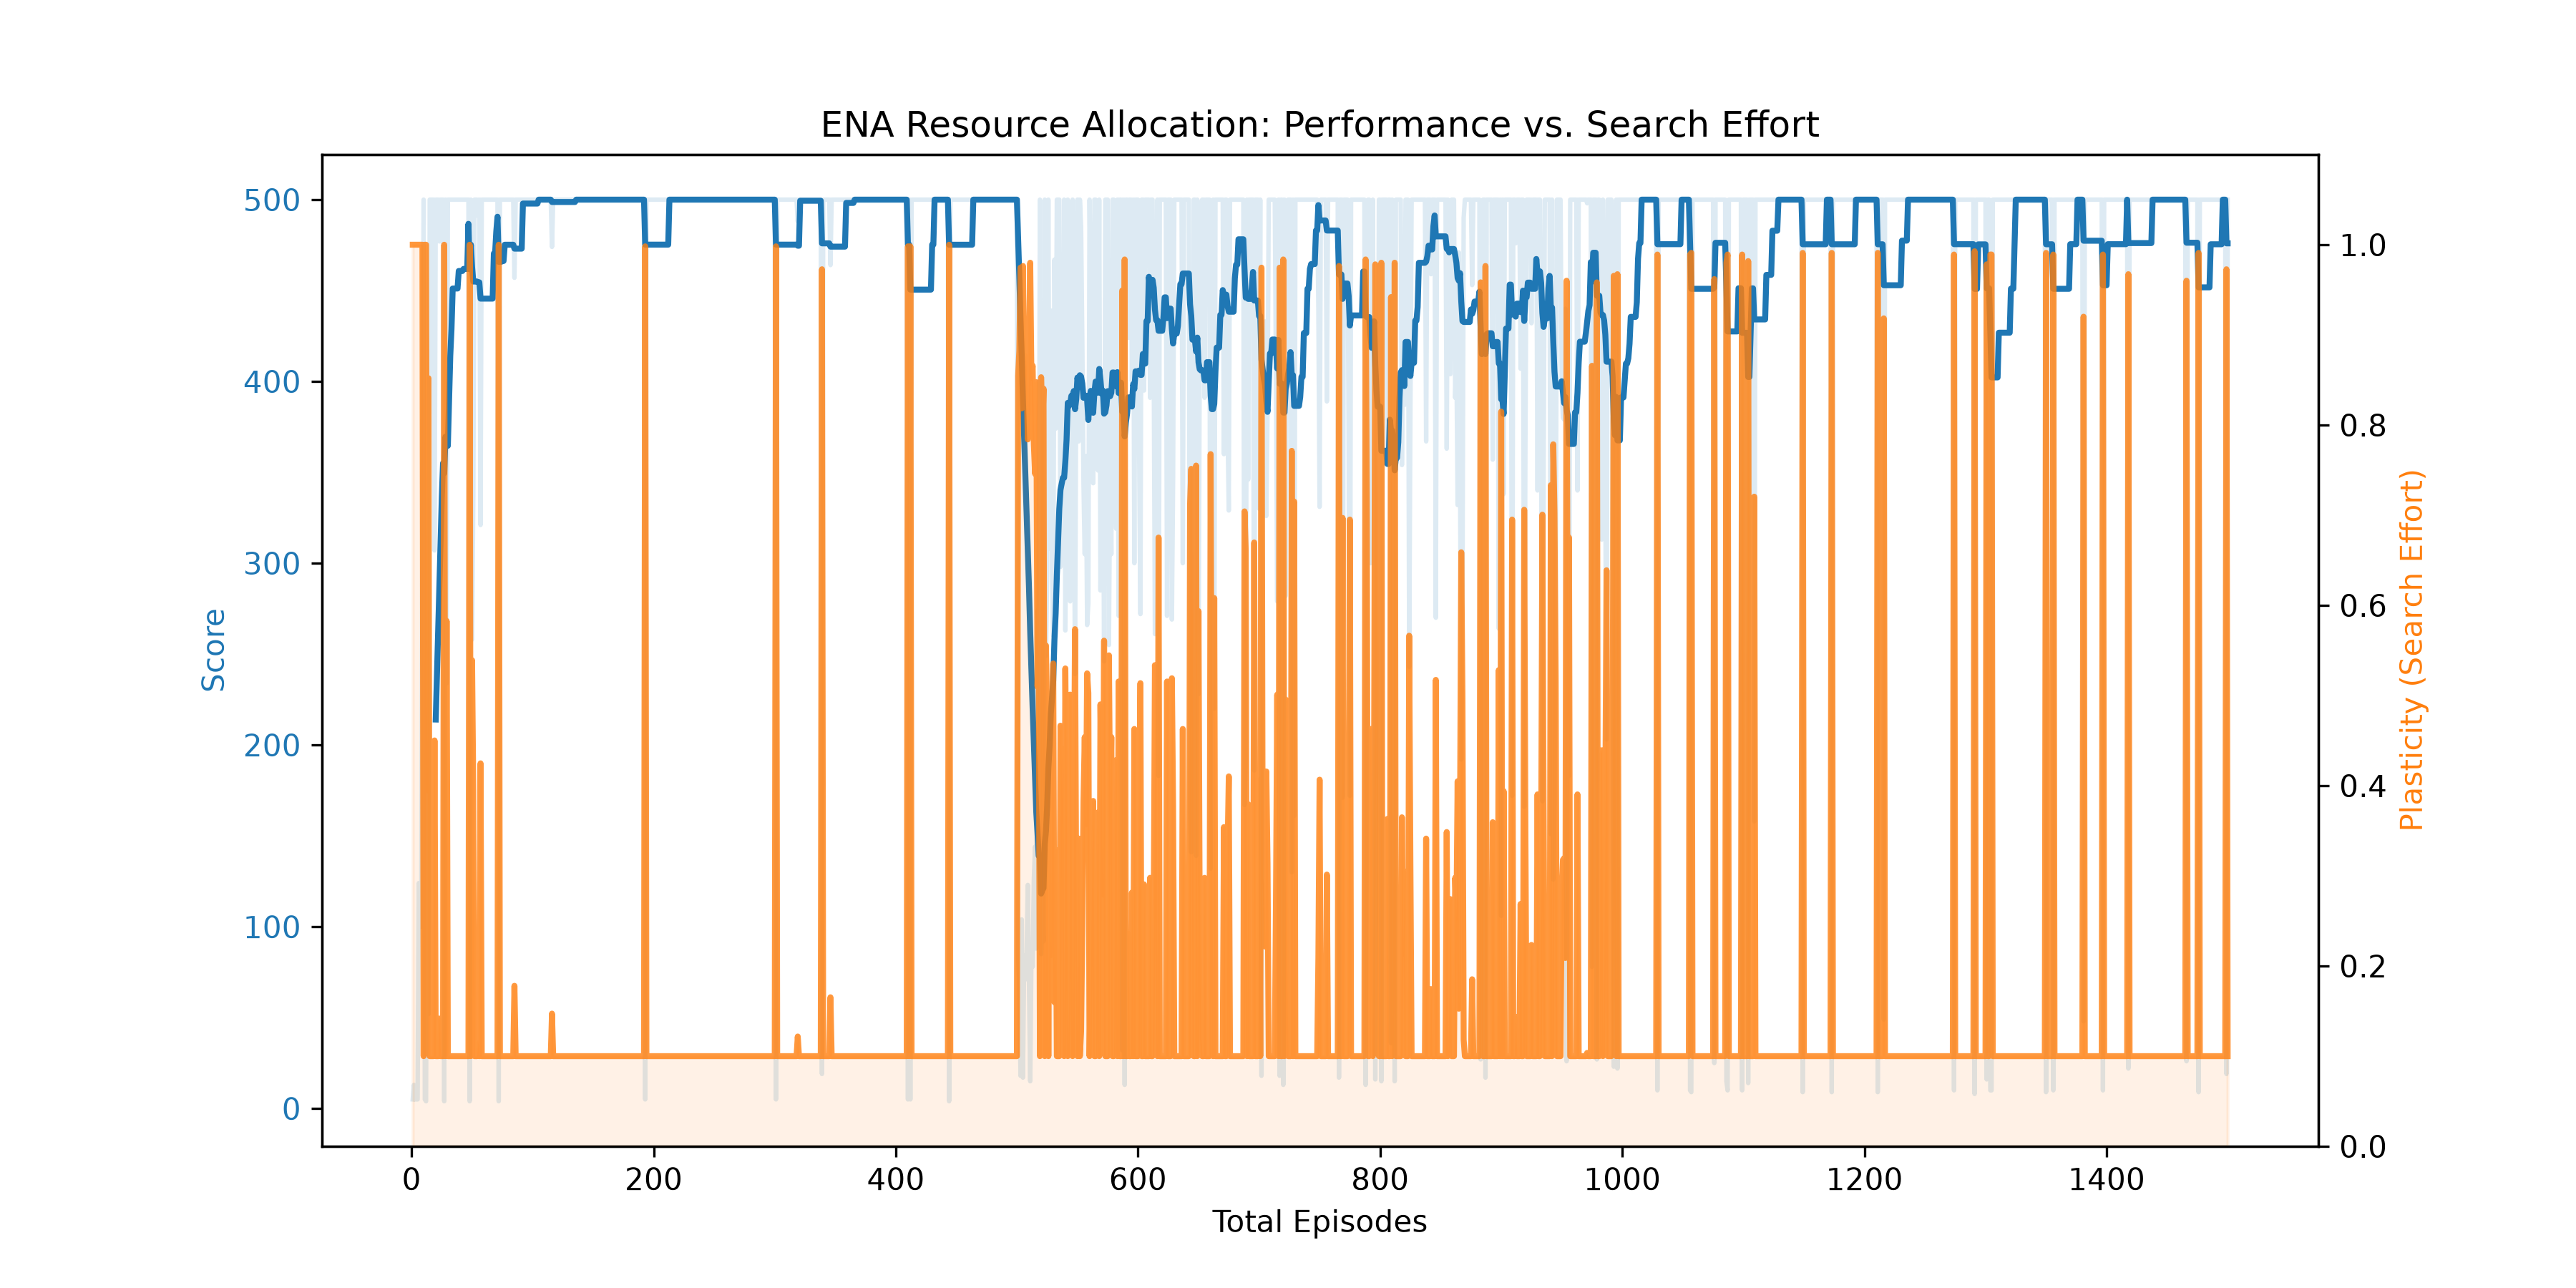 ENA Resource Allocation: Performance vs. Search Effort
500
400
300
200
100
0
Score
1.0
0.8
0.6
0.4
0.2
0.0
Plasticity (Search Effort)
0 200 400 600 800 1000 1200 1400
Total Episodes